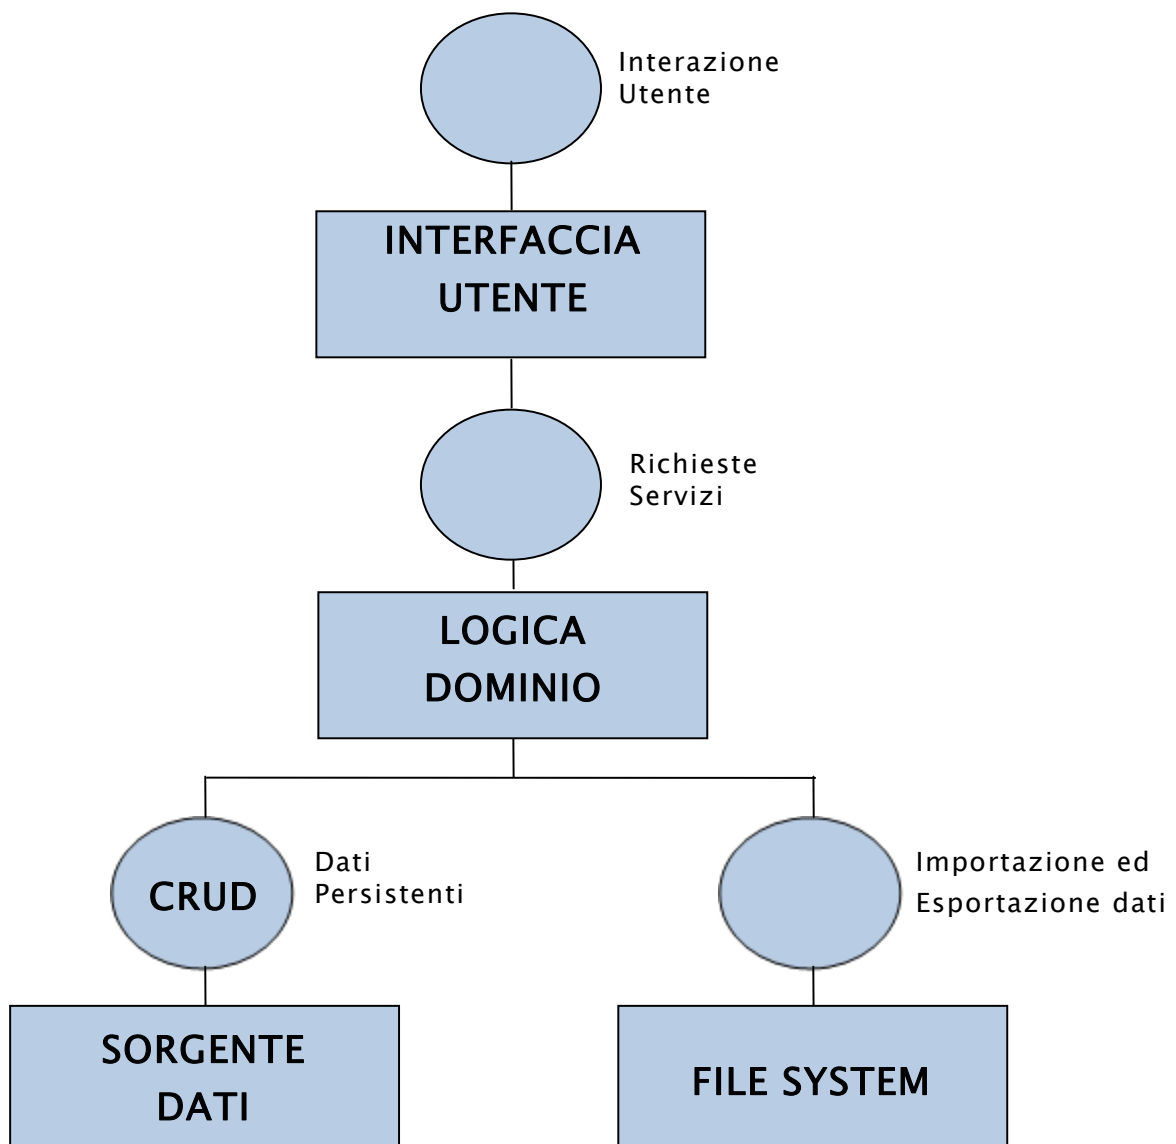 Interazione
Utente
INTERFACCIA
UTENTE
Richieste
Servizi
LOGICA
DOMINIO
CRUD
Dati
Persistenti
Importazione ed
Esportazione dati
SORGENTE
DATI
FILE SYSTEM